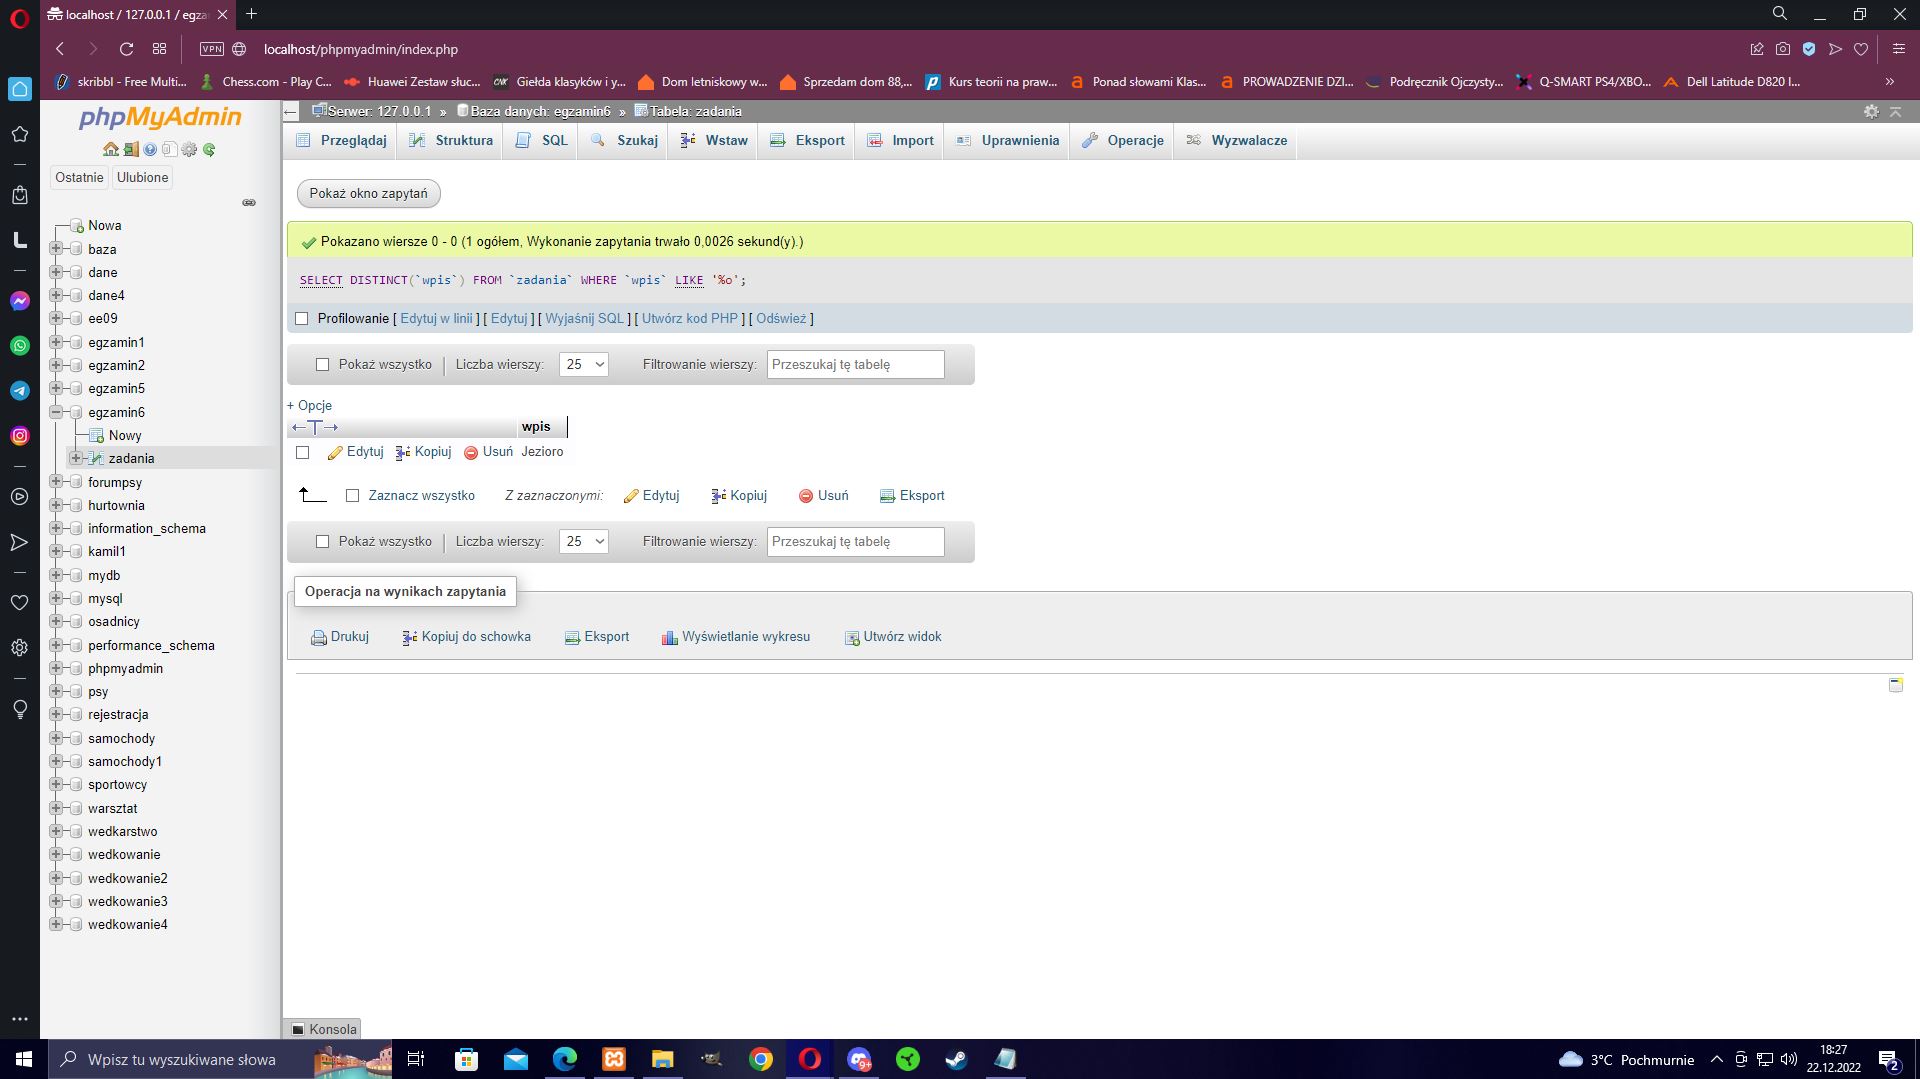 localhost / 127.0.0.1 / egza
VPN
localhost/phpmyadmin/index.php
skribbl - Free Multi...
Chess.com - Play C...
Huawei Zestaw słuc...
CNK
Giełda klasyków i y...
Dom letniskowy w...
Sprzedam dom 88,...
Kurs teorii na praw...
Ponad słowami Klas...
PROWADZENIE DZI...
Podręcznik Ojczysty...
Q-SMART PS4/XBO...
Dell Latitude D820 I...
»
phpMyAdmin
Ostatnie
Ulubione
Nowa
baza
dane
dane4
ee09
egzamin1
egzamin2
egzamin5
egzamin6
Nowy
zadania
forumpsy
hurtownia
information_schema
kamil1
mydb
mysql
osadnicy
performance_schema
phpmyadmin
psy
rejestracja
samochody
samochody1
sportowcy
warsztat
wedkarstwo
wedkowanie
wedkowanie2
wedkowanie3
wedkowanie4
Serwer: 127.0.0.1 » Baza danych: egzamin6 » Tabela: zadania
Przeglądaj
Struktura
SQL
Szukaj
Wstaw
Eksport
Import
Uprawnienia
Operacje
Wyzwalacze
Pokaż okno zapytań
Pokazano wiersze 0 - 0 (1 ogółem, Wykonanie zapytania trwało 0,0026 sekund(y).)
SELECT DISTINCT(`wpis`) FROM `zadania` WHERE `wpis` LIKE '%o';
Profilowanie [ Edytuj w linii ] [ Edytuj ] [ Wyjaśnij SQL ] [ Utwórz kod PHP ] [ Odśwież ]
Pokaż wszystko
Liczba wierszy:
25
Filtrowanie wierszy:
Przeszukaj tę tabelę
+ Opcje
←T→
wpis
Edytuj
Kopiuj
Usuń
Jezioro
Zaznacz wszystko
Z zaznaczonymi:
Edytuj
Kopiuj
Usuń
Eksport
Pokaż wszystko
Liczba wierszy:
25
Filtrowanie wierszy:
Przeszukaj tę tabelę
Operacja na wynikach zapytania
Drukuj
Kopiuj do schowka
Eksport
Wyświetlanie wykresu
Utwórz widok
Konsola
Wpisz tu wyszukiwane słowa
9+
3°C Pochmurnie
18:27
22.12.2022
2